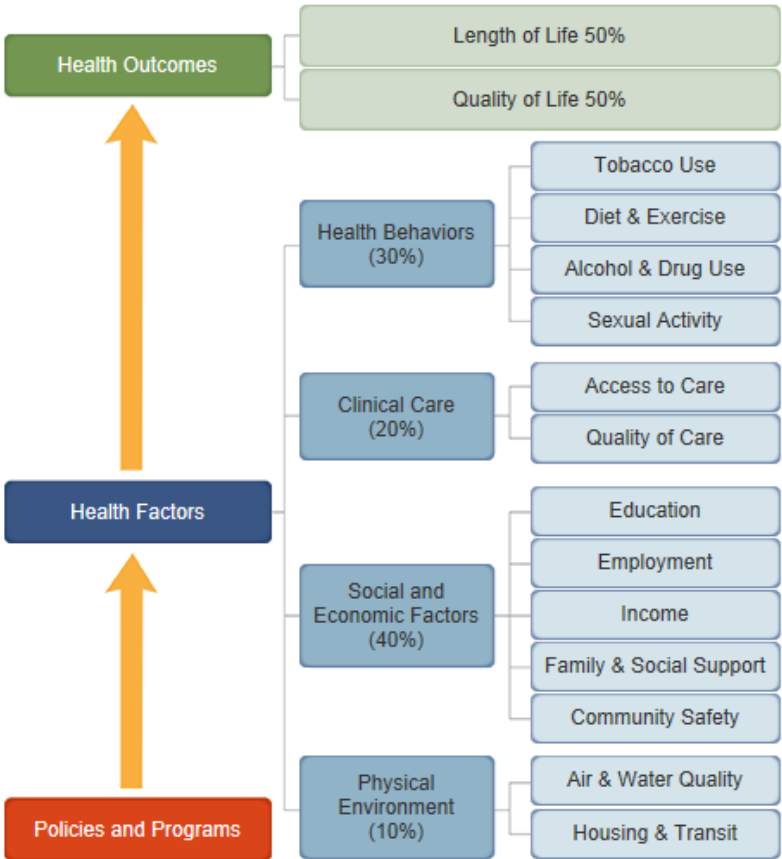 Health Outcomes
Length of Life 50%
Quality of Life 50%
Health Behaviors
(30%)
Tobacco Use
Diet & Exercise
Alcohol & Drug Use
Sexual Activity
Clinical Care
(20%)
Access to Care
Quality of Care
Health Factors
Social and
Economic Factors
(40%)
Education
Employment
Income
Family & Social Support
Community Safety
Physical
Environment
(10%)
Air & Water Quality
Housing & Transit
Policies and Programs